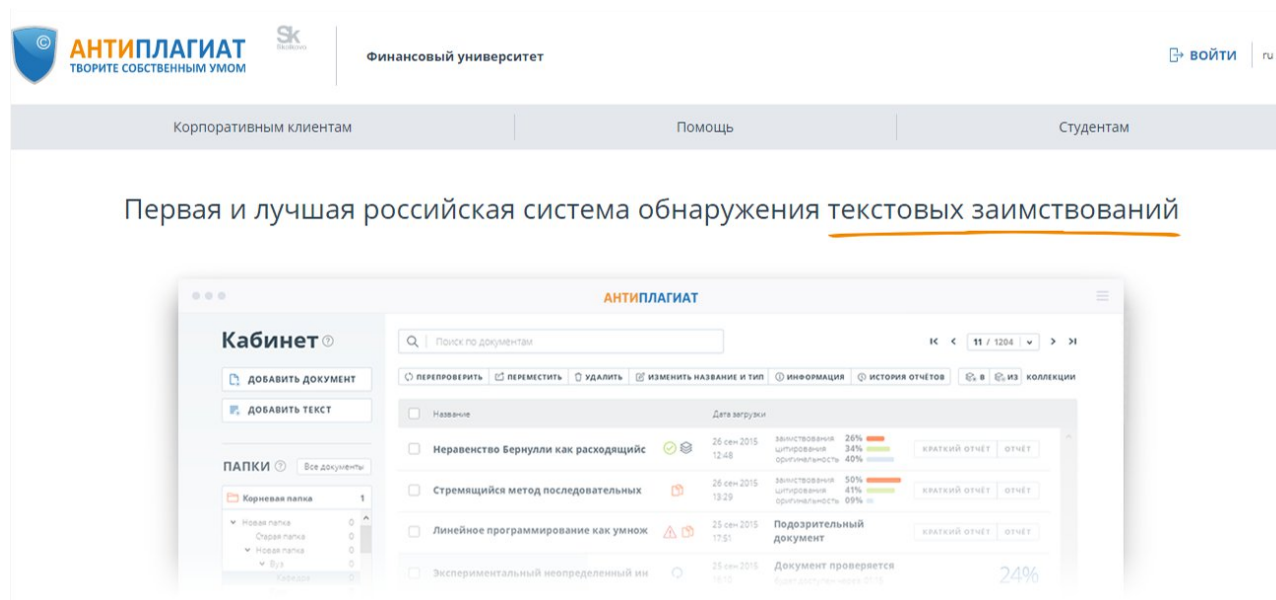 АНТИПЛАГИАТ
ТВОРИТЕ СОБСТВЕННЫМ УМОМ
Sk
Skolkovo
Финансовый университет
ВОЙТИ
ru
Корпоративным клиентам
Помощь
Студентам
Первая и лучшая российская система обнаружения текстовых заимствований
АНТИПЛАГИАТ
Кабинет
Поиск по документам
11 / 1204
ДОБАВИТЬ ДОКУМЕНТ
ПЕРЕПРОВЕРИТЬ ПЕРЕМЕСТИТЬ УДАЛИТЬ ИЗМЕНИТЬ НАЗВАНИЕ И ТИП ИНФОРМАЦИЯ ИСТОРИЯ ОТЧЁТОВ В ИЗ КОЛЛЕКЦИИ
ДОБАВИТЬ ТЕКСТ
Название
Дата загрузки
Неравенство Бернулли как расходящийс
26 сен 2015
12:48
заимствования 26%
цитирования 34%
оригинальность 40%
КРАТКИЙ ОТЧЁТ
ОТЧЁТ
ПАПКИ
Все документы
Корневая папка 1
Стремящийся метод последовательных
26 сен 2015
13:29
заимствования 50%
цитирования 41%
оригинальность 09%
КРАТКИЙ ОТЧЁТ
ОТЧЁТ
Новая папка 0
Старая папка 0
Новая папка 0
Вуз 0
Кафедра 0
Линейное программирование как умнож
25 сен 2015
17:51
Подозрительный
документ
КРАТКИЙ ОТЧЁТ
ОТЧЁТ
Экспериментальный неопределенный ин
25 сен 2015
Документ проверяется
24%